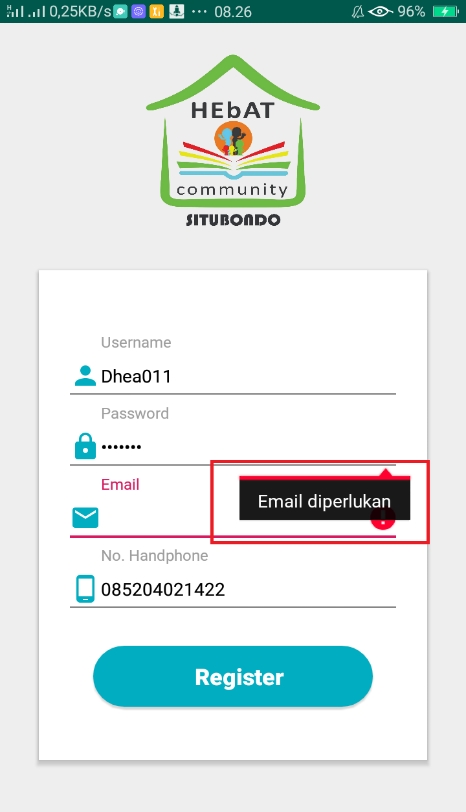 0,25KB/s ··· 08.26 96%
HEbAT
community
SITUBONDO
Username
Dhea011
Password
•••••••
Email
Email diperlukan
No. Handphone
085204021422
Register